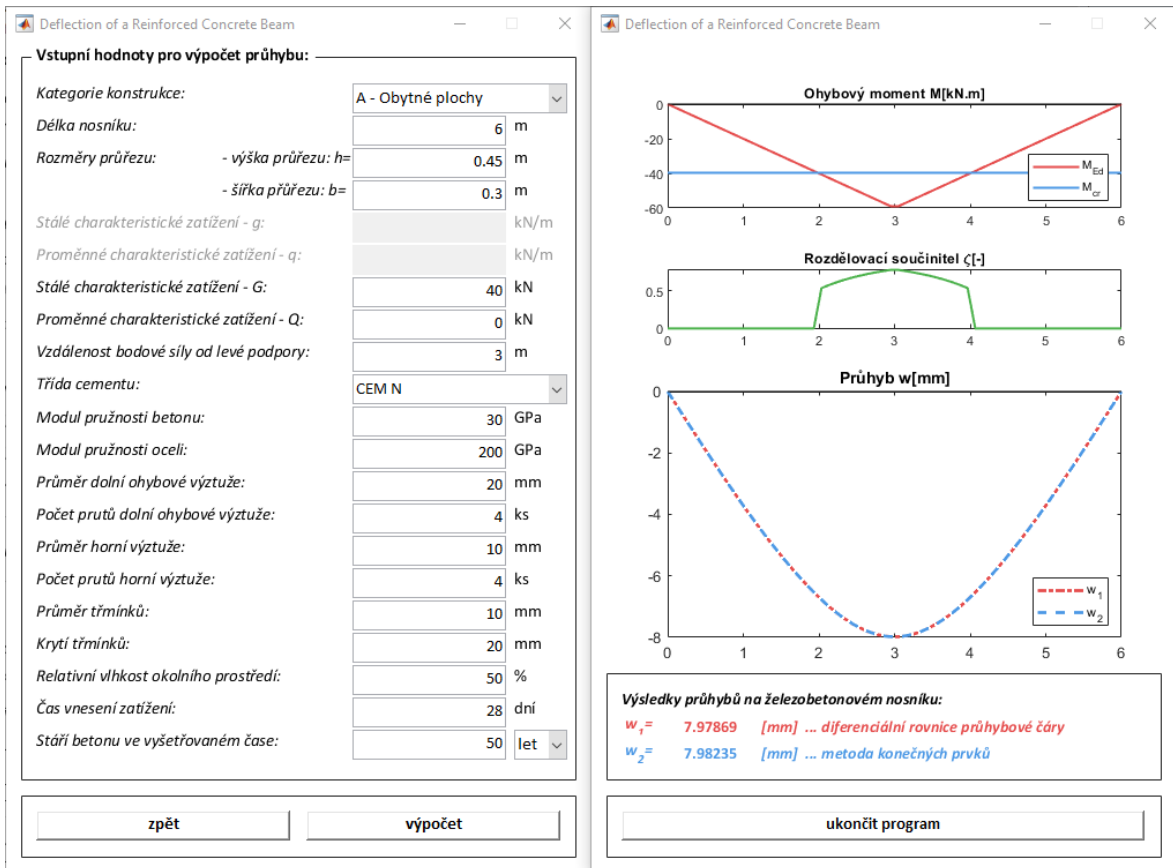 Deflection of a Reinforced Concrete Beam
Vstupní hodnoty pro výpočet průhybu:
Kategorie konstrukce: A - Obytné plochy
Délka nosníku: 6 m
Rozměry průřezu: - výška průřezu: h= 0.45 m
- šířka přůřezu: b= 0.3 m
Stálé charakteristické zatížení - g: kN/m
Proměnné charakteristické zatížení - q: kN/m
Stálé charakteristické zatížení - G: 40 kN
Proměnné charakteristické zatížení - Q: 0 kN
Vzdálenost bodové síly od levé podpory: 3 m
Třída cementu: CEM N
Modul pružnosti betonu: 30 GPa
Modul pružnosti oceli: 200 GPa
Průměr dolní ohybové výztuže: 20 mm
Počet prutů dolní ohybové výztuže: 4 ks
Průměr horní výztuže: 10 mm
Počet prutů horní výztuže: 4 ks
Průměr třmínků: 10 mm
Krytí třmínků: 20 mm
Relativní vlhkost okolního prostředí: 50 %
Čas vnesení zatížení: 28 dní
Stáří betonu ve vyšetřovaném čase: 50 let
zpět výpočet
Deflection of a Reinforced Concrete Beam
Ohybový moment M[kN.m]
0
-20
-40
-60
M_Ed
M_cr
0 1 2 3 4 5 6
Rozdělovací součinitel ζ[-]
0.5
0
0 1 2 3 4 5 6
Průhyb w[mm]
0
-2
-4
-6
-8
w_1
w_2
0 1 2 3 4 5 6
Výsledky průhybů na železobetonovém nosníku:
w_1= 7.97869 [mm] ... diferenciální rovnice průhybové čáry
w_2= 7.98235 [mm] ... metoda konečných prvků
ukončit program